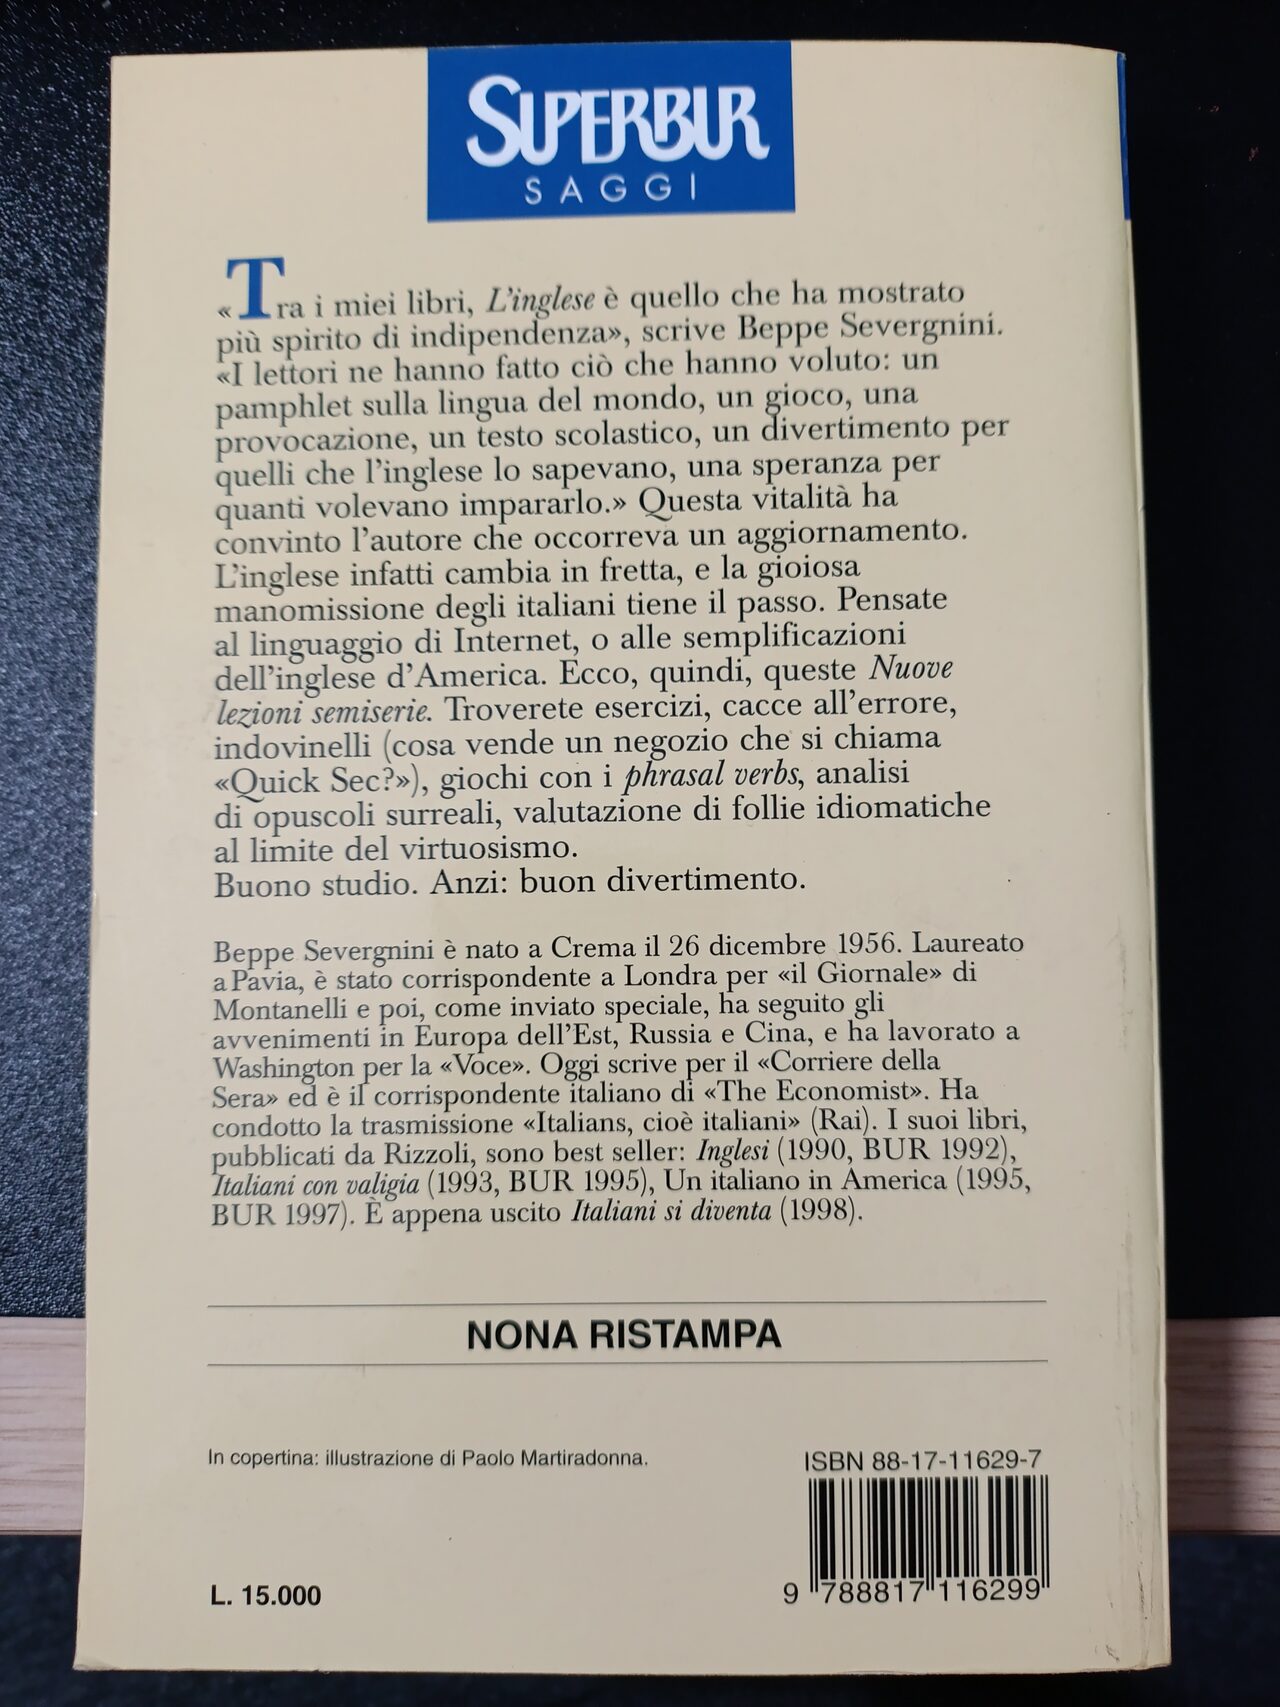 SUPERBUR
SAGGI
«Tra i miei libri, L'inglese è quello che ha mostrato
più spirito di indipendenza», scrive Beppe Severgnini.
«I lettori ne hanno fatto ciò che hanno voluto: un
pamphlet sulla lingua del mondo, un gioco, una
provocazione, un testo scolastico, un divertimento per
quelli che l'inglese lo sapevano, una speranza per
quanti volevano impararlo.» Questa vitalità ha
convinto l'autore che occorreva un aggiornamento.
L'inglese infatti cambia in fretta, e la gioiosa
manomissione degli italiani tiene il passo. Pensate
al linguaggio di Internet, o alle semplificazioni
dell'inglese d'America. Ecco, quindi, queste Nuove
lezioni semiserie. Troverete esercizi, cacce all'errore,
indovinelli (cosa vende un negozio che si chiama
«Quick Sec?»), giochi con i phrasal verbs, analisi
di opuscoli surreali, valutazione di follie idiomatiche
al limite del virtuosismo.
Buono studio. Anzi: buon divertimento.
Beppe Severgnini è nato a Crema il 26 dicembre 1956. Laureato
a Pavia, è stato corrispondente a Londra per «il Giornale» di
Montanelli e poi, come inviato speciale, ha seguito gli
avvenimenti in Europa dell'Est, Russia e Cina, e ha lavorato a
Washington per la «Voce». Oggi scrive per il «Corriere della
Sera» ed è il corrispondente italiano di «The Economist». Ha
condotto la trasmissione «Italians, cioè italiani» (Rai). I suoi libri,
pubblicati da Rizzoli, sono best seller: Inglesi (1990, BUR 1992),
Italiani con valigia (1993, BUR 1995), Un italiano in America (1995,
BUR 1997). È appena uscito Italiani si diventa (1998).
NONA RISTAMPA
In copertina: illustrazione di Paolo Martiradonna.
ISBN 88-17-11629-7
9 788817 116299
L. 15.000